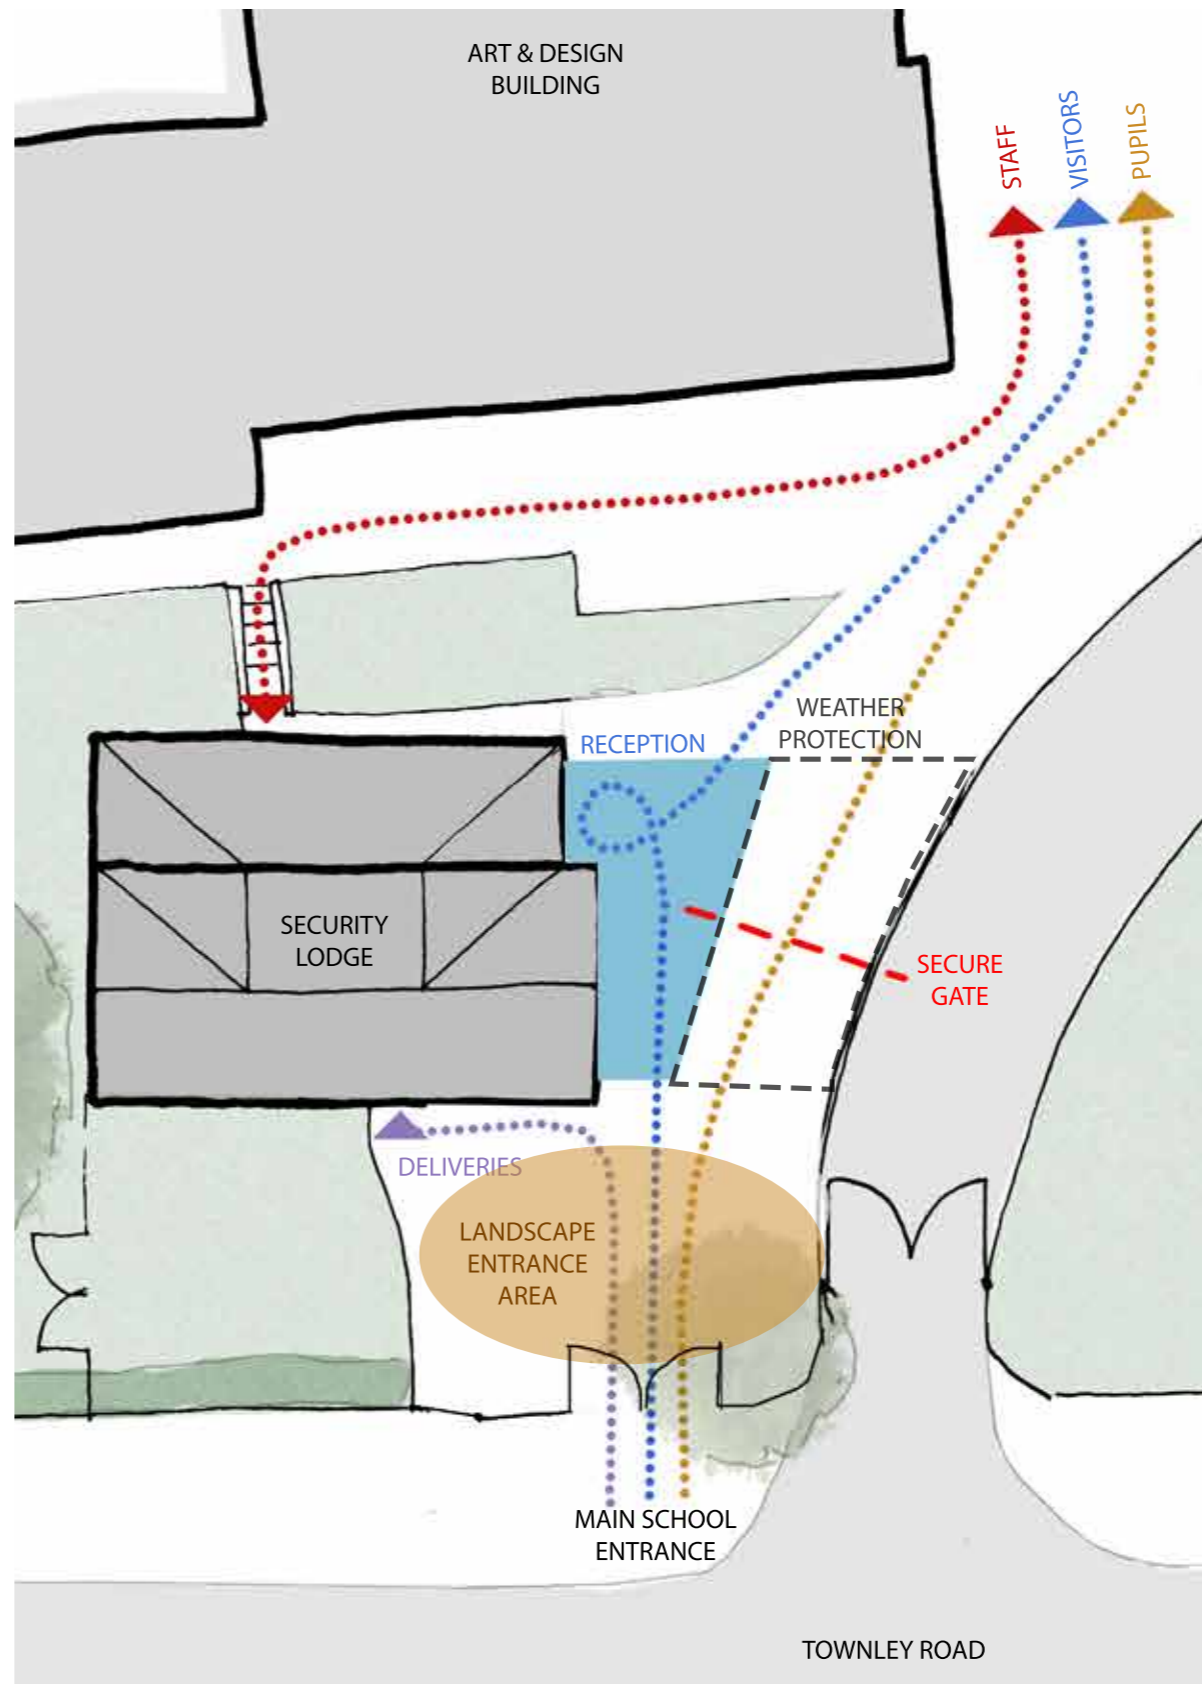 ART & DESIGN
BUILDING
STAFF
VISITORS
PUPILS
WEATHER
PROTECTION
RECEPTION
SECURITY
LODGE
SECURE
GATE
DELIVERIES
LANDSCAPE
ENTRANCE
AREA
MAIN SCHOOL
ENTRANCE
TOWNLEY ROAD